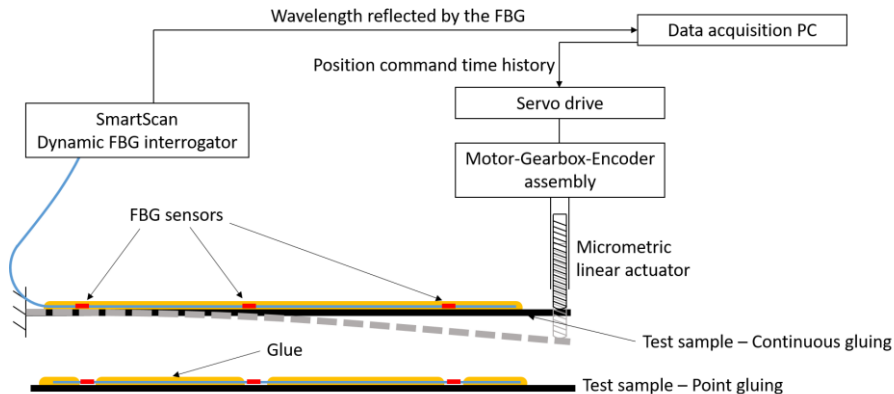 Wavelength reflected by the FBG
Data acquisition PC
Position command time history
Servo drive
SmartScan
Dynamic FBG interrogator
Motor-Gearbox-Encoder
assembly
FBG sensors
Micrometric
linear actuator
Test sample – Continuous gluing
Glue
Test sample – Point gluing